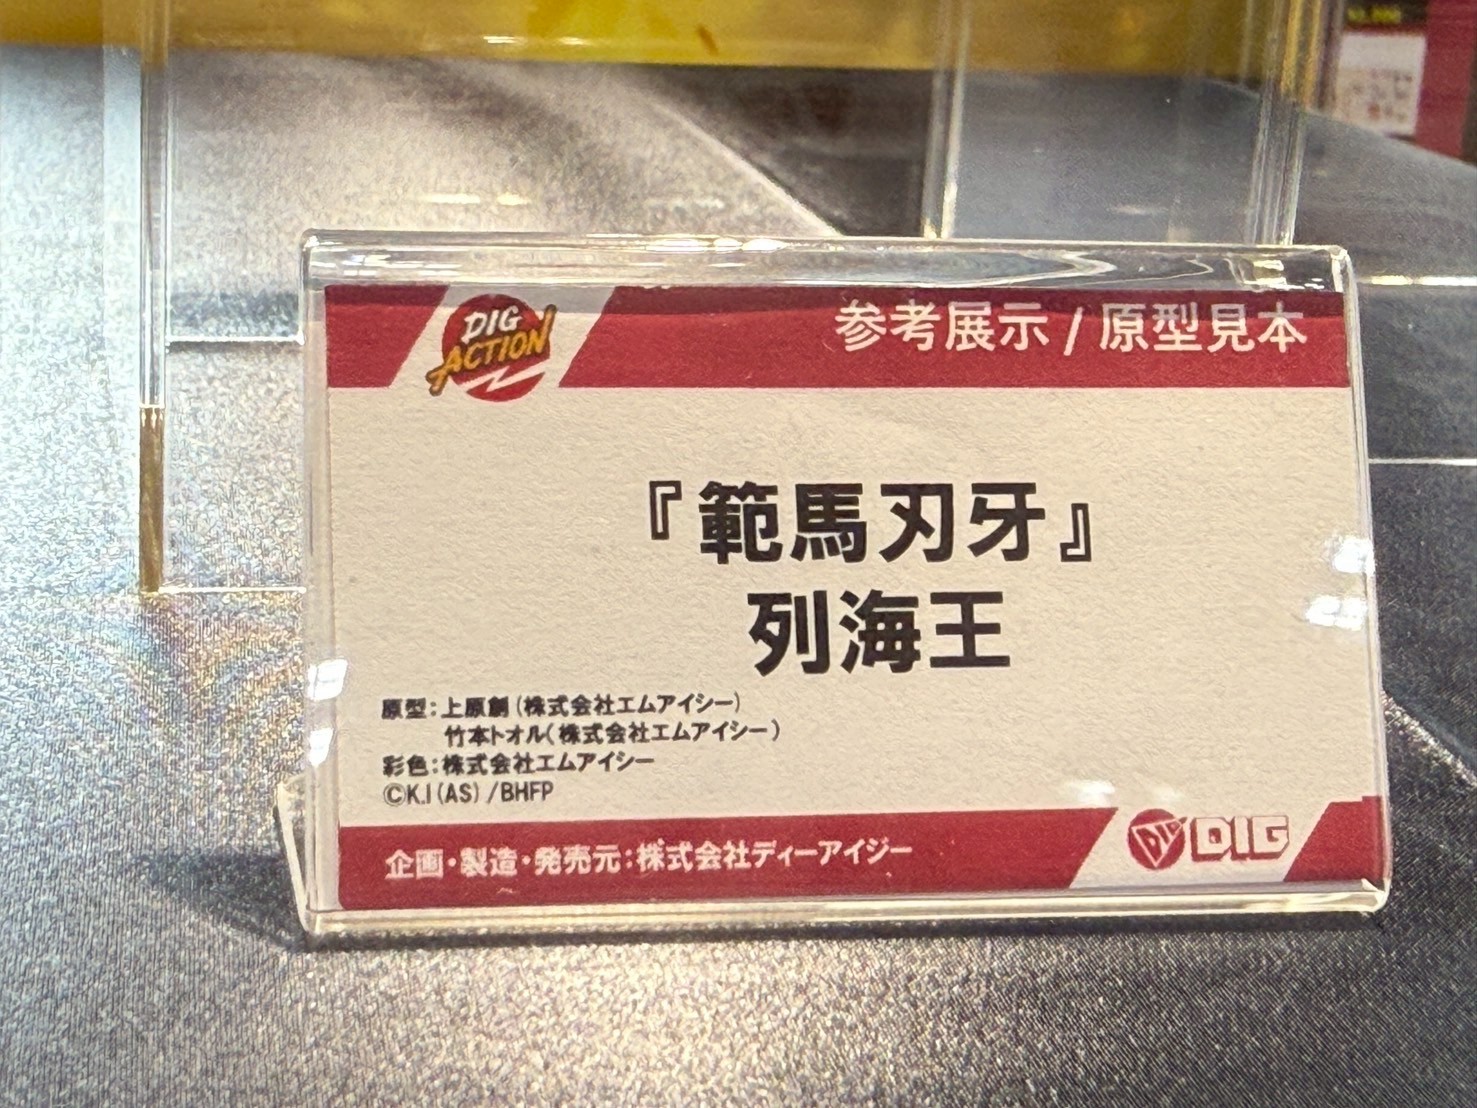 DIG
ACTION
参考展示 / 原型見本
『範馬刃牙』
列海王
原型：上原創（株式会社エムアイシー）
竹本トオル（株式会社エムアイシー）
彩色：株式会社エムアイシー
©K.I(AS) /BHFP
企画・製造・発売元：株式会社ディーアイジー
DIG DIG